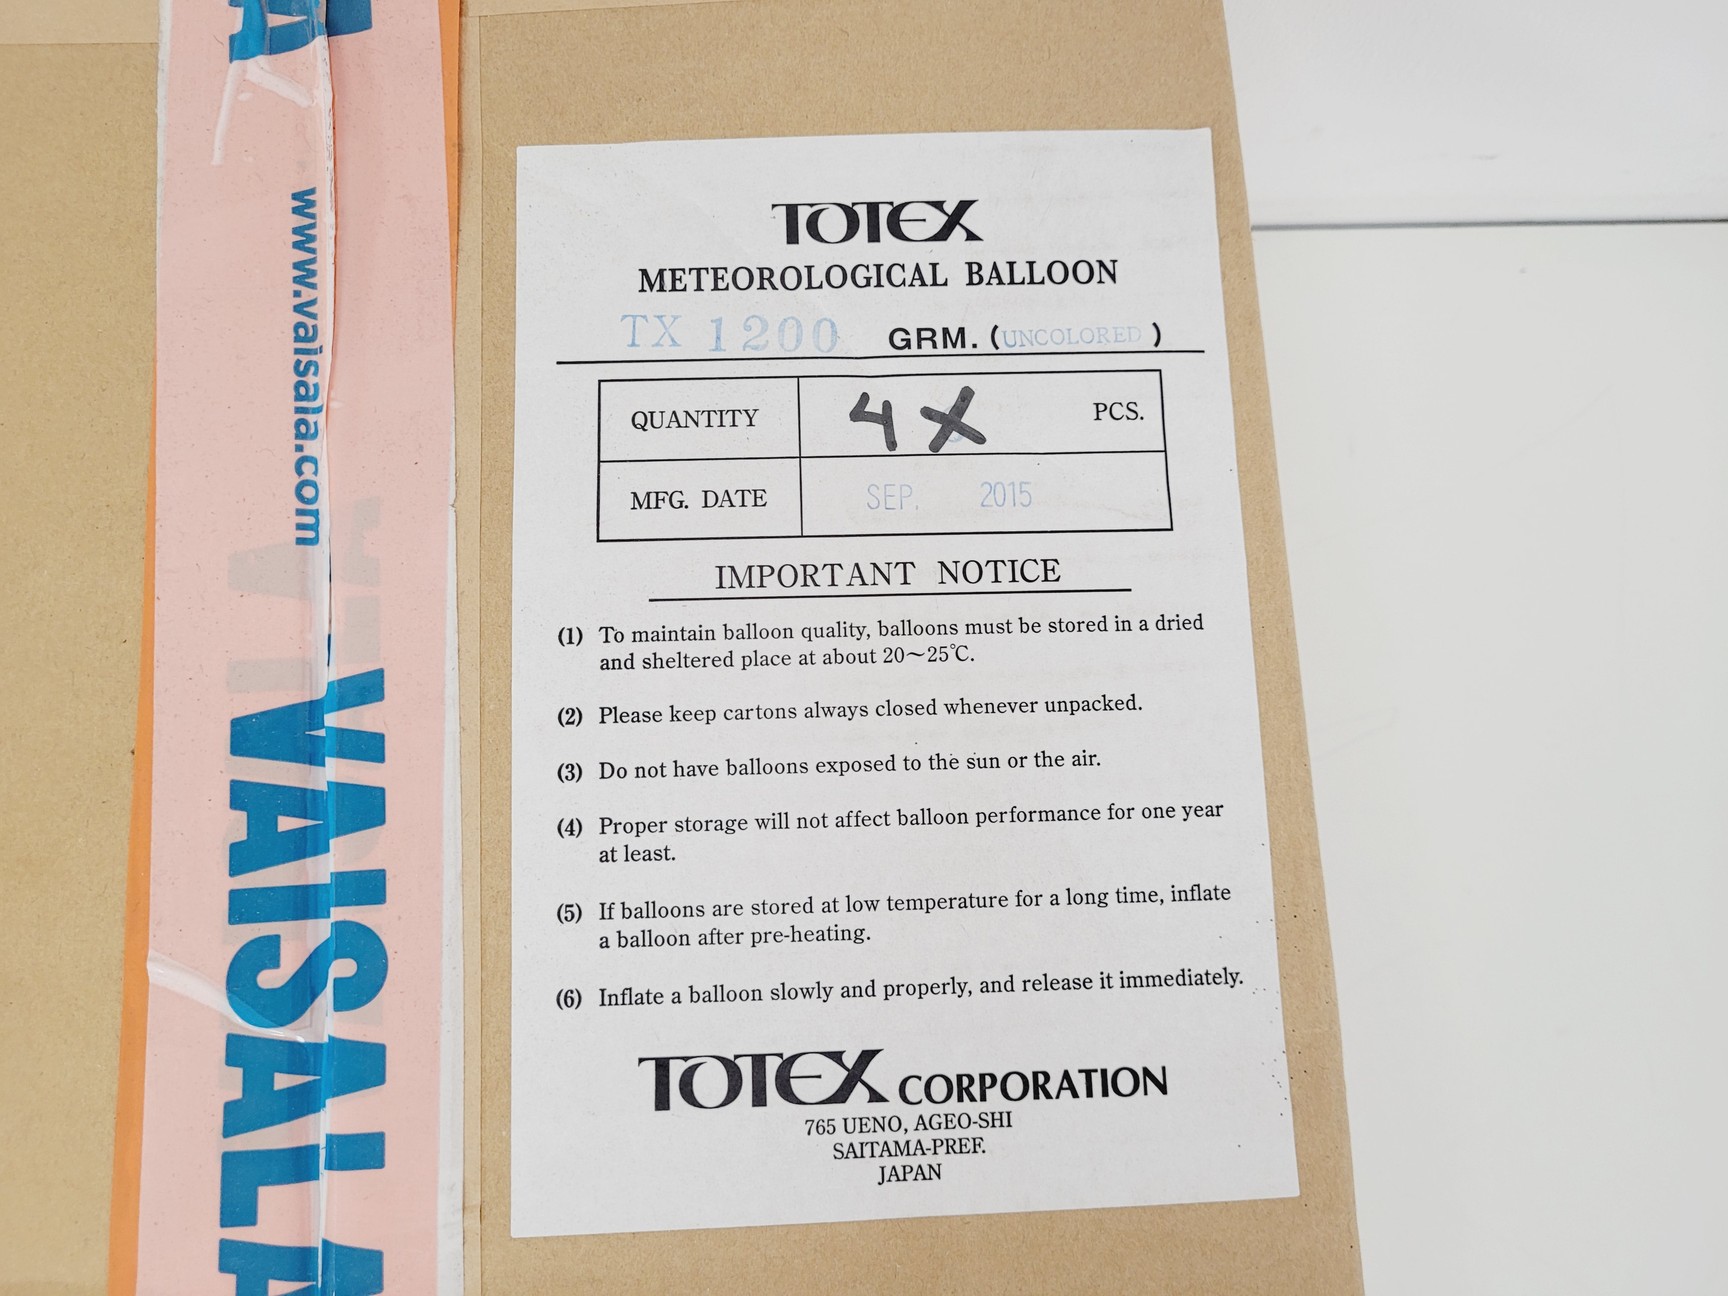 www.vaisala.com
VAISALA
VAISALA
TOTEX
METEOROLOGICAL BALLOON
TX 1200 GRM. (UNCOLORED)
QUANTITY 4X PCS.
MFG. DATE SEP. 2015
IMPORTANT NOTICE
(1) To maintain balloon quality, balloons must be stored in a dried
and sheltered place at about 20~25℃.
(2) Please keep cartons always closed whenever unpacked.
(3) Do not have balloons exposed to the sun or the air.
(4) Proper storage will not affect balloon performance for one year
at least.
(5) If balloons are stored at low temperature for a long time, inflate
a balloon after pre-heating.
(6) Inflate a balloon slowly and properly, and release it immediately.
TOTEX CORPORATION
765 UENO, AGEO-SHI
SAITAMA-PREF.
JAPAN